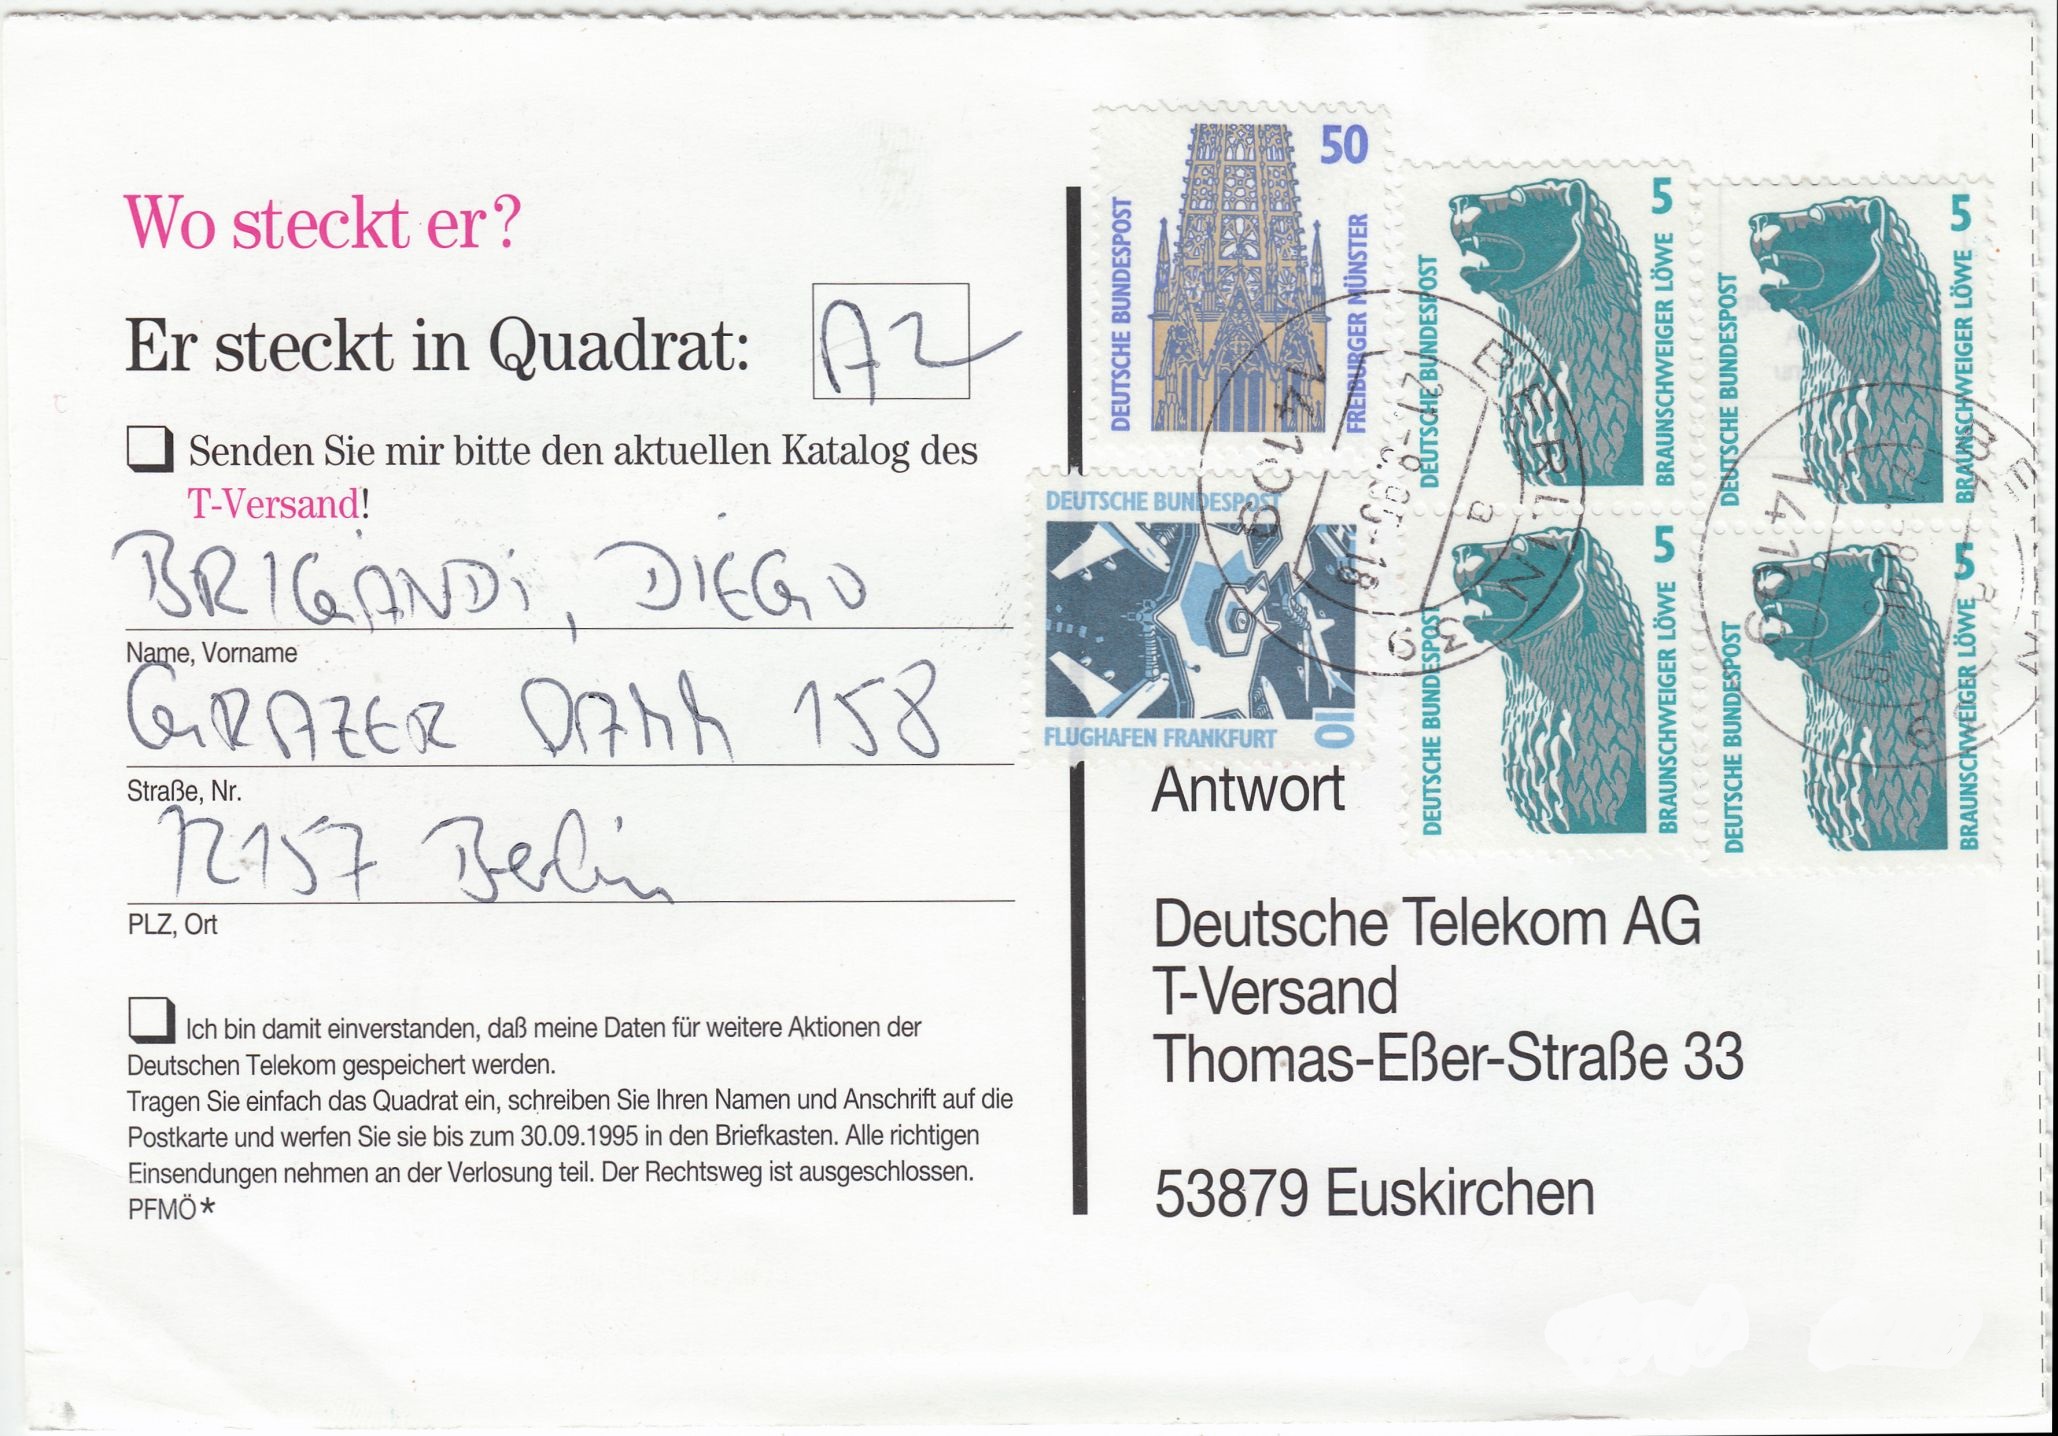 Wo steckt er?
Er steckt in Quadrat:
A2
Senden Sie mir bitte den aktuellen Katalog des
T-Versand!
BRIGANDi, DIEGO
Name, Vorname
GRAZER DAMM 158
Straße, Nr.
12157 Berlin
PLZ, Ort
Ich bin damit einverstanden, daß meine Daten für weitere Aktionen der
Deutschen Telekom gespeichert werden.
Tragen Sie einfach das Quadrat ein, schreiben Sie Ihren Namen und Anschrift auf die
Postkarte und werfen Sie sie bis zum 30.09.1995 in den Briefkasten. Alle richtigen
Einsendungen nehmen an der Verlosung teil. Der Rechtsweg ist ausgeschlossen.
PFMÖ*
50
DEUTSCHE BUNDESPOST
FREIBURGER MÜNSTER
5
DEUTSCHE BUNDESPOST
BRAUNSCHWEIGER LÖWE
5
DEUTSCHE BUNDESPOST
BRAUNSCHWEIGER LÖWE
DEUTSCHE BUNDESPOST
FLUGHAFEN FRANKFURT
10
5
DEUTSCHE BUNDESPOST
BRAUNSCHWEIGER LÖWE
5
DEUTSCHE BUNDESPOST
BRAUNSCHWEIGER LÖWE
BERLIN 39
a
14109
14109
Antwort
Deutsche Telekom AG
T-Versand
Thomas-Eßer-Straße 33
53879 Euskirchen